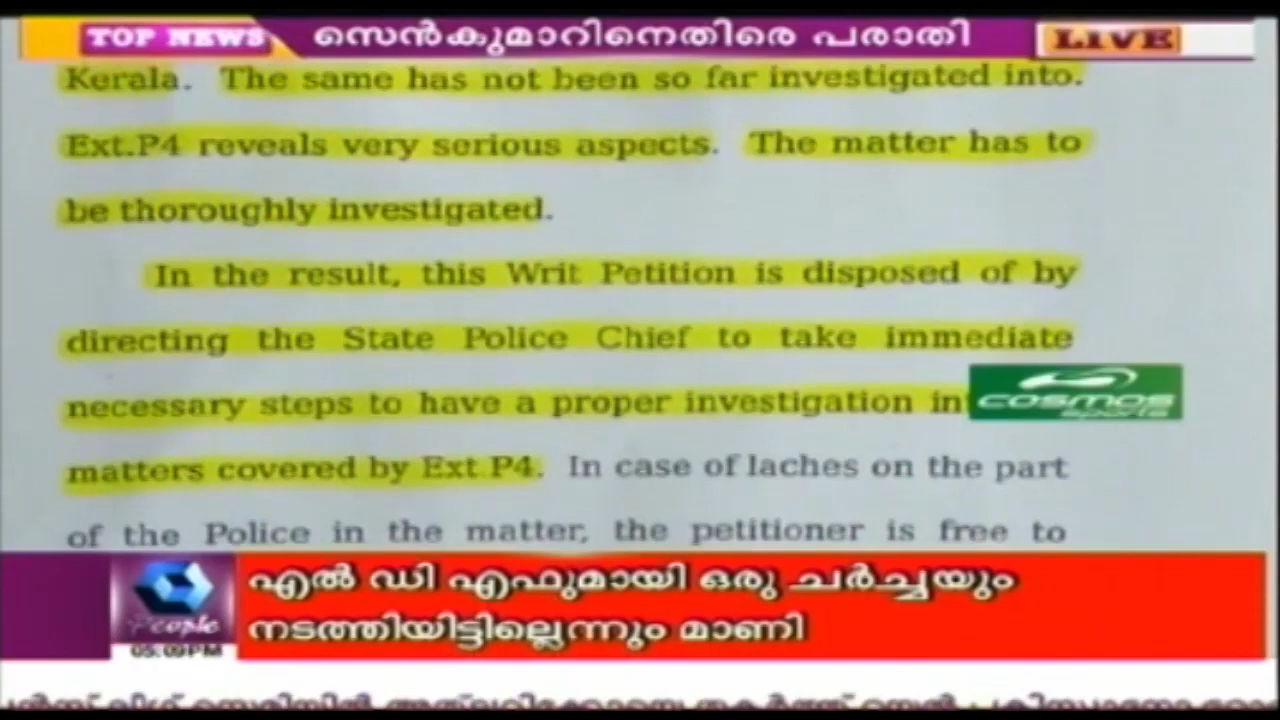 TOP NEWS സെൻകുമാറിനെതിരെ പരാതി LIVE
Kerala. The same has not been so far investigated into.
Ext.P4 reveals very serious aspects. The matter has to
be thoroughly investigated.
In the result, this Writ Petition is disposed of by
directing the State Police Chief to take immediate
necessary steps to have a proper investigation in
cosmos
sports
matters covered by Ext.P4. In case of laches on the part
of the Police in the matter, the petitioner is free to
എൽ ഡി എഫുമായി ഒരു ചർച്ചയും
നടത്തിയിട്ടില്ലെന്നും മാണി
People
05:09PM